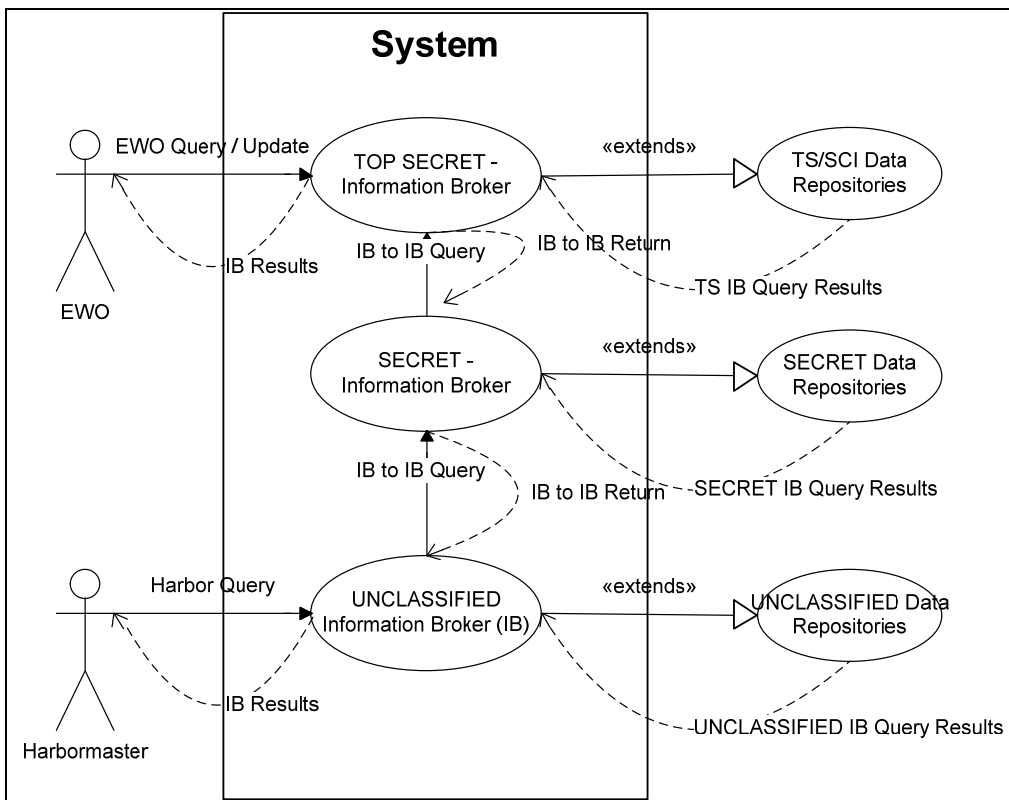 System
EWO Query / Update
TOP SECRET -
Information Broker
«extends»
TS/SCI Data
Repositories
IB Results
IB to IB Query
IB to IB Return
TS IB Query Results
EWO
SECRET -
Information Broker
«extends»
SECRET Data
Repositories
IB to IB Query
IB to IB Return
SECRET IB Query Results
Harbor Query
UNCLASSIFIED
Information Broker (IB)
«extends»
UNCLASSIFIED Data
Repositories
IB Results
UNCLASSIFIED IB Query Results
Harbormaster